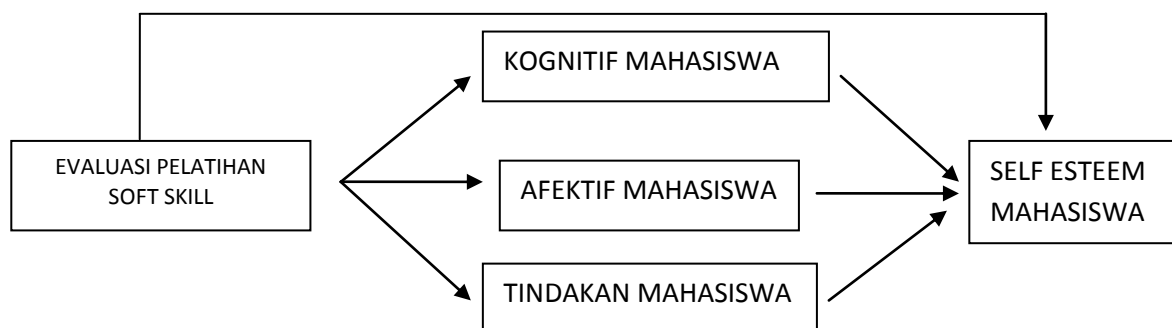 KOGNITIF MAHASISWA
EVALUASI PELATIHAN
SOFT SKILL
AFEKTIF MAHASISWA
SELF ESTEEM
MAHASISWA
TINDAKAN MAHASISWA